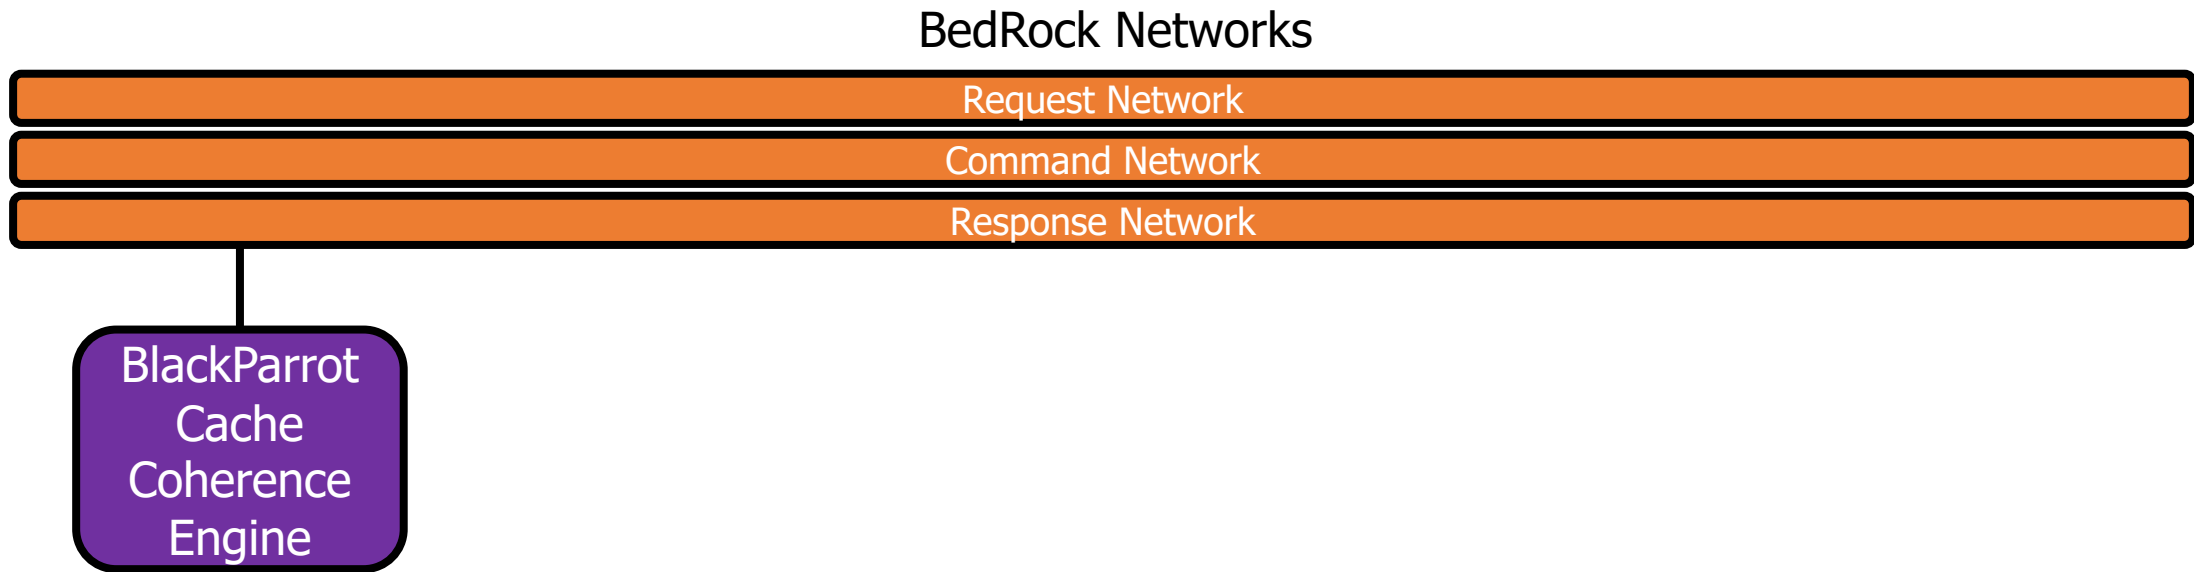 BedRock Networks
Request Network
Command Network
Response Network
BlackParrot
Cache
Coherence
Engine